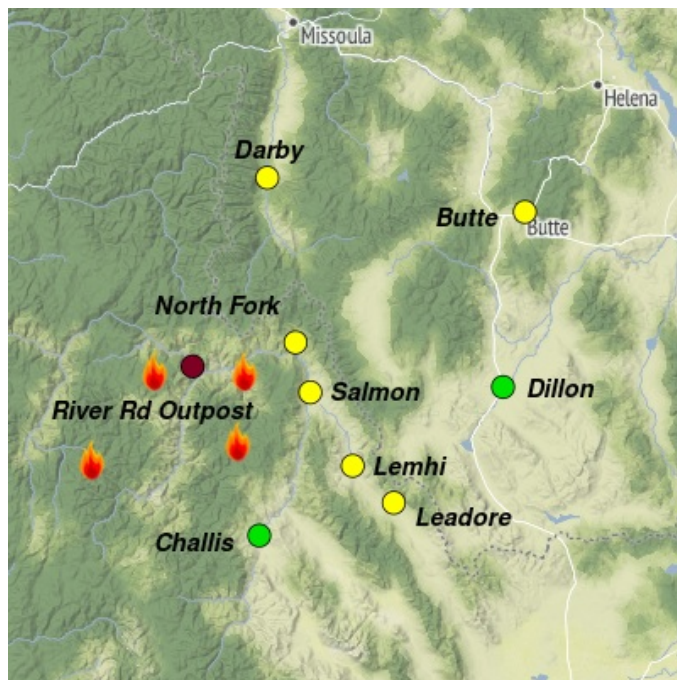 Missoula
Helena
Darby
Butte
Butte
North Fork
Salmon
Dillon
River Rd Outpost
Lemhi
Leadore
Challis